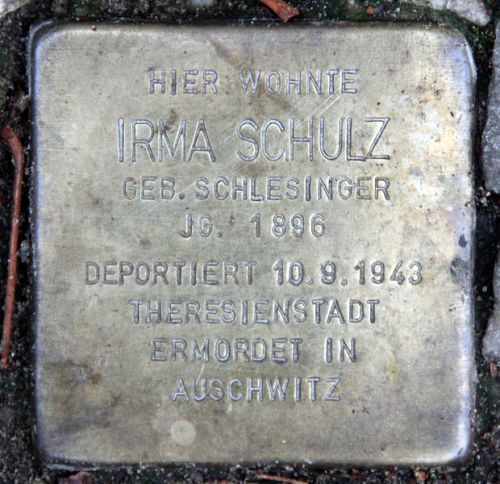 HIER WOHNTE
IRMA SCHULZ
GEB. SCHLESINGER
JG. 1896
DEPORTIERT 10.9.1943
THERESIENSTADT
ERMORDET IN
AUSCHWITZ